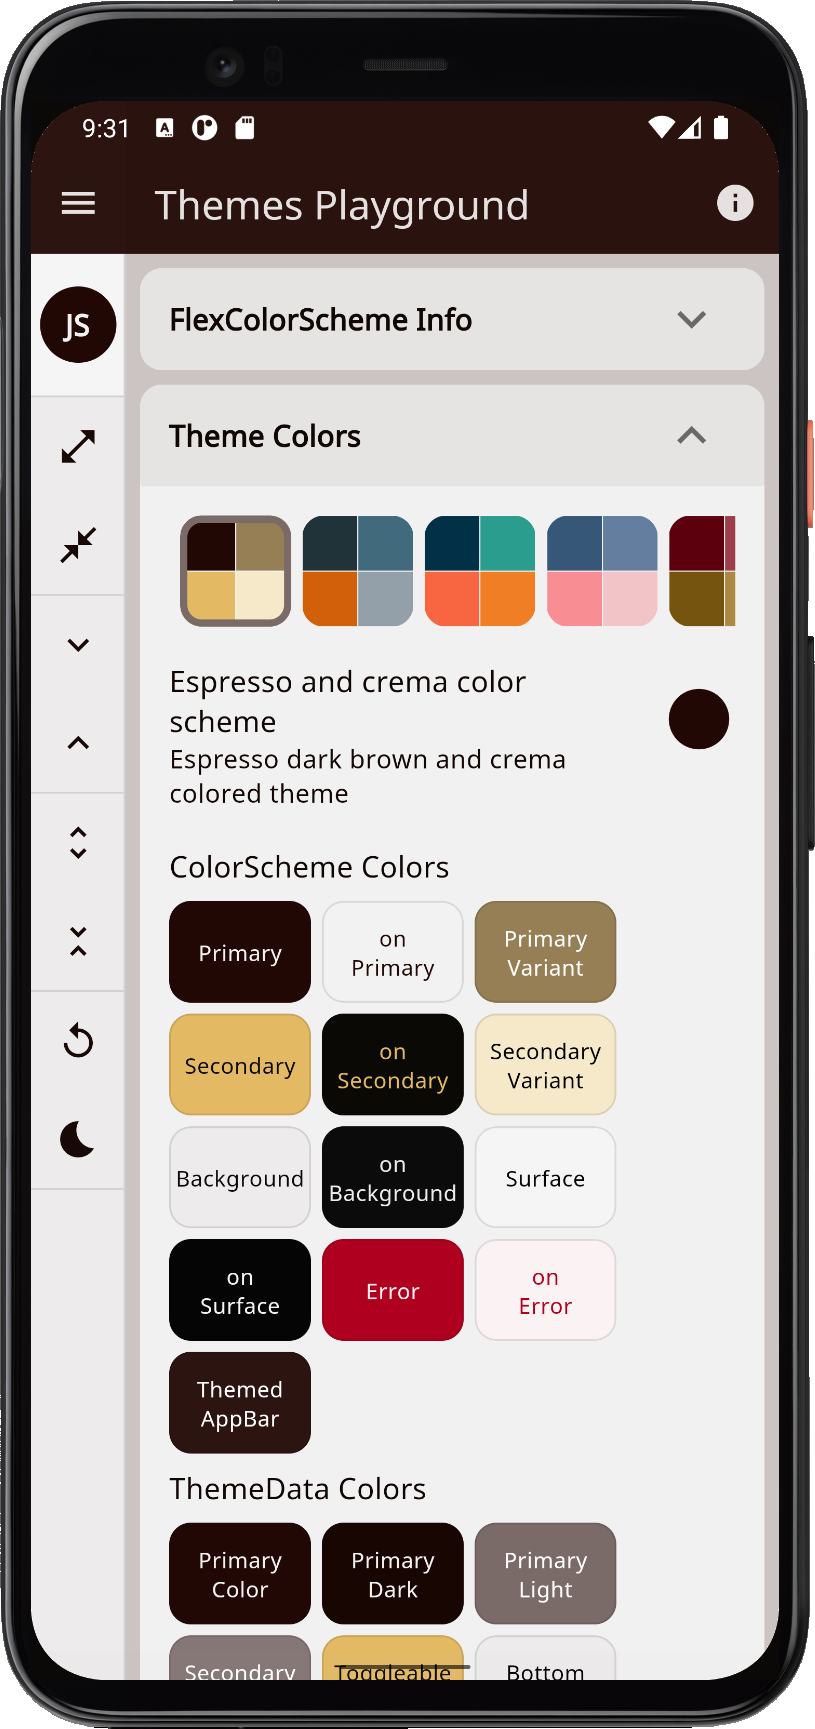 9:31
Themes Playground
JS
FlexColorScheme Info
Theme Colors
Espresso and crema color
scheme
Espresso dark brown and crema
colored theme
ColorScheme Colors
Primary
on
Primary
Primary
Variant
Secondary
on
Secondary
Secondary
Variant
Background
on
Background
Surface
on
Surface
Error
on
Error
Themed
AppBar
ThemeData Colors
Primary
Color
Primary
Dark
Primary
Light
Secondary
Toggleable
Bottom